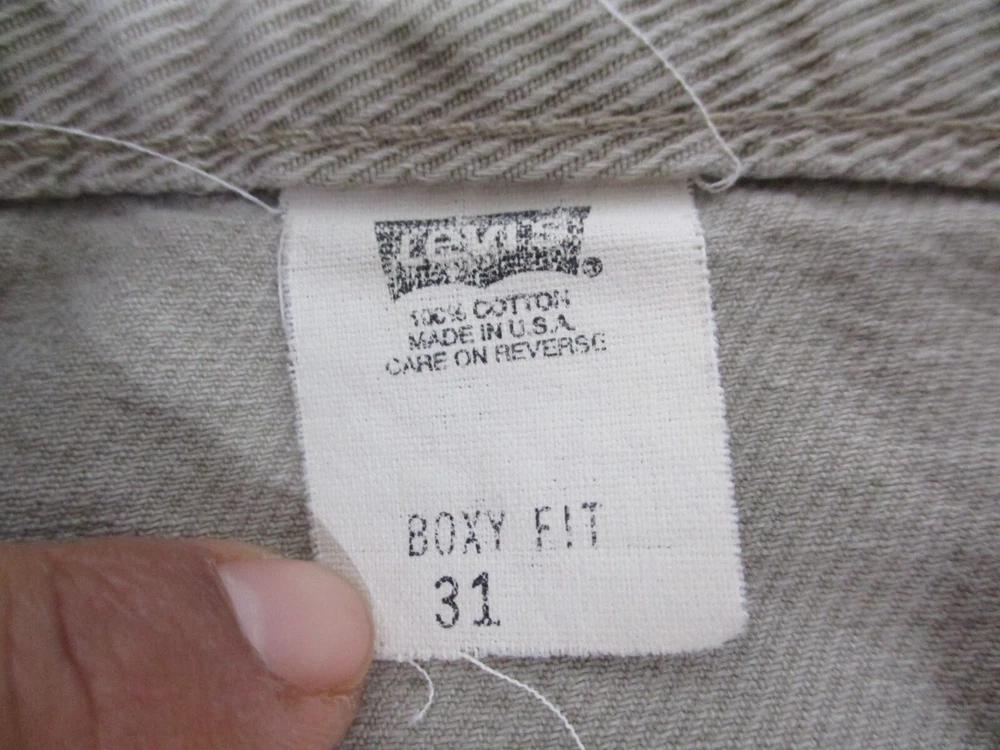 Levi's®
100% COTTON
MADE IN U.S.A.
CARE ON REVERSE
BOXY FIT
31